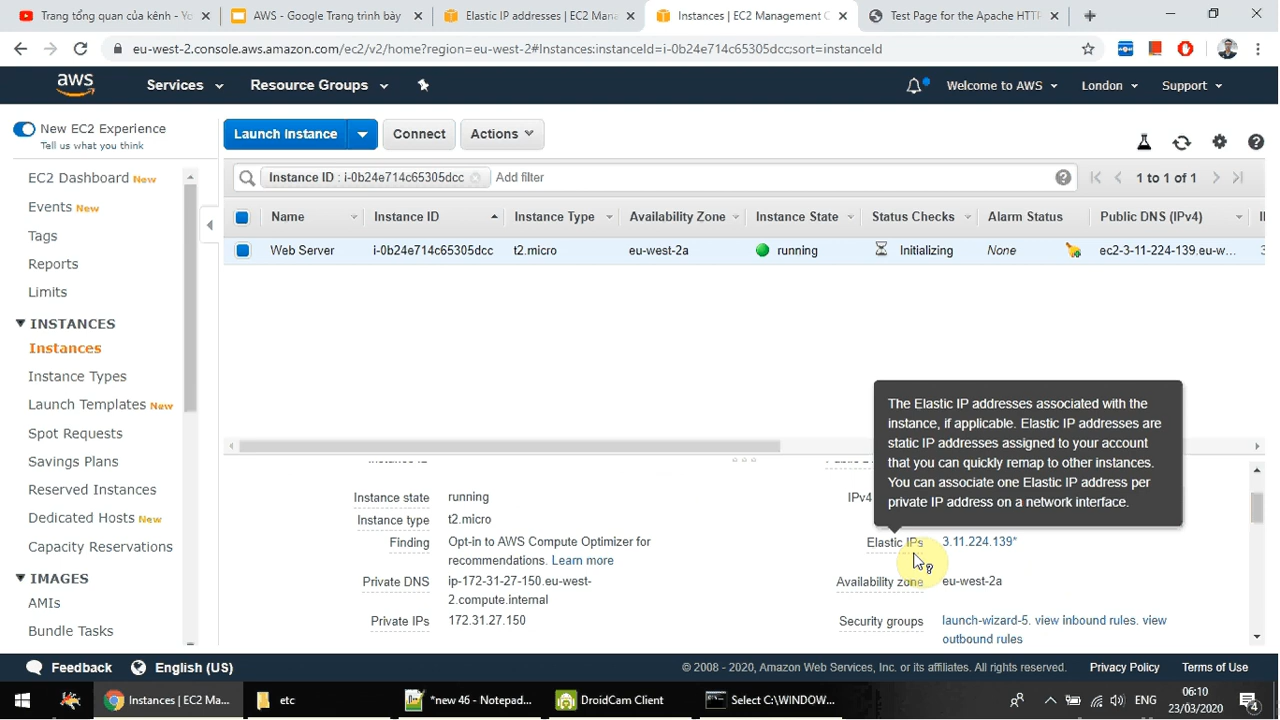 Trang tổng quan của kênh - Yo
AWS - Google Trang trình bày
Elastic IP addresses | EC2 Mana
Instances | EC2 Management C
Test Page for the Apache HTTP
eu-west-2.console.aws.amazon.com/ec2/v2/home?region=eu-west-2#Instances:instanceId=i-0b24e714c65305dcc;sort=instanceId
aws
Services
Resource Groups
Welcome to AWS
London
Support
New EC2 Experience
Tell us what you think
EC2 Dashboard New
Events New
Tags
Reports
Limits
INSTANCES
Instances
Instance Types
Launch Templates New
Spot Requests
Savings Plans
Reserved Instances
Dedicated Hosts New
Capacity Reservations
IMAGES
AMIs
Bundle Tasks
Launch Instance
Connect
Actions
Instance ID : i-0b24e714c65305dcc
Add filter
1 to 1 of 1
Name
Instance ID
Instance Type
Availability Zone
Instance State
Status Checks
Alarm Status
Public DNS (IPv4)
Web Server
i-0b24e714c65305dcc
t2.micro
eu-west-2a
running
Initializing
None
ec2-3-11-224-139.eu-w...
The Elastic IP addresses associated with the
instance, if applicable. Elastic IP addresses are
static IP addresses assigned to your account
that you can quickly remap to other instances.
You can associate one Elastic IP address per
private IP address on a network interface.
Instance state
running
Instance type
t2.micro
Finding
Opt-in to AWS Compute Optimizer for
recommendations. Learn more
Private DNS
ip-172-31-27-150.eu-west-
2.compute.internal
Private IPs
172.31.27.150
IPv4
Elastic IPs
3.11.224.139*
Availability zone
eu-west-2a
Security groups
launch-wizard-5. view inbound rules. view
outbound rules
Feedback
English (US)
© 2008 - 2020, Amazon Web Services, Inc. or its affiliates. All rights reserved.
Privacy Policy
Terms of Use
Instances | EC2 Ma...
etc
*new 46 - Notepad...
DroidCam Client
Select C:\WINDOW...
ENG
06:10
23/03/2020
4